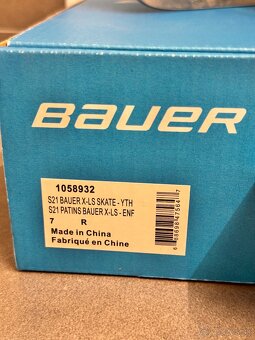 BAUER
1058932
S21 BAUER X-LS SKATE - YTH
S21 PATINS BAUER X-LS - ENF
7 R
Made in China
Fabriqué en Chine